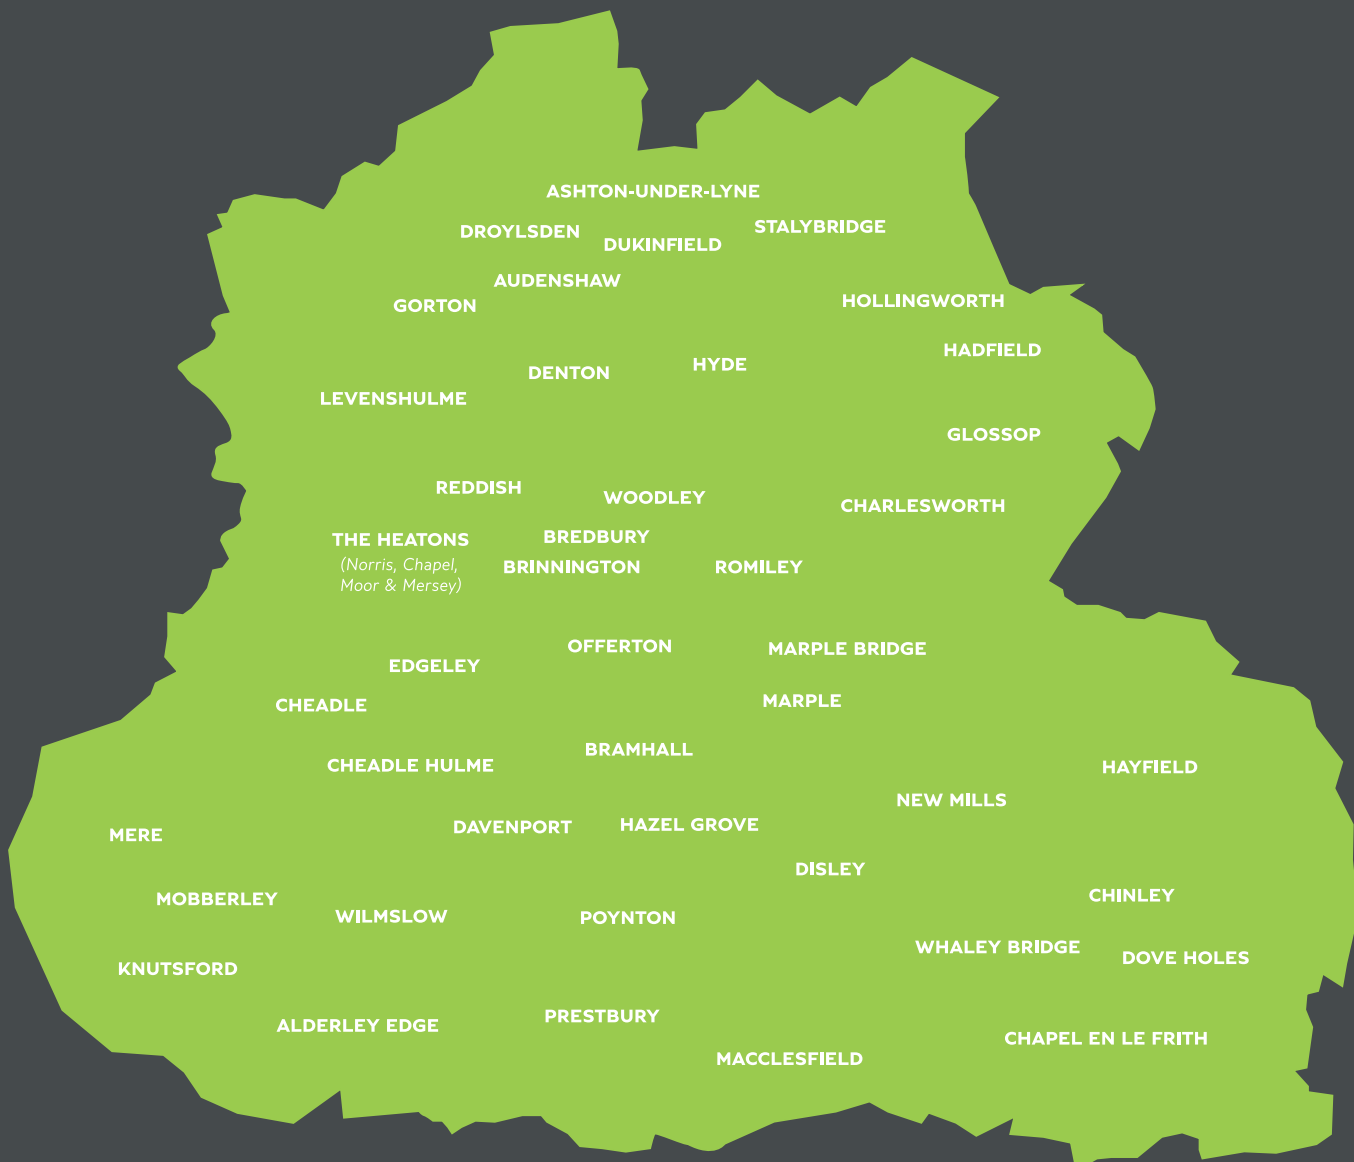 ASHTON-UNDER-LYNE
STALYBRIDGE
DROYLSDEN
DUKINFIELD
AUDENSHAW
HOLLINGWORTH
GORTON
HADFIELD
HYDE
DENTON
LEVENSHULME
GLOSSOP
REDDISH
WOODLEY
CHARLESWORTH
BREDBURY
THE HEATONS
(Norris, Chapel,
Moor & Mersey)
BRINNINGTON
ROMILEY
OFFERTON
MARPLE BRIDGE
EDGELEY
MARPLE
CHEADLE
BRAMHALL
CHEADLE HULME
HAYFIELD
NEW MILLS
HAZEL GROVE
DAVENPORT
MERE
DISLEY
CHINLEY
MOBBERLEY
WILMSLOW
POYNTON
WHALEY BRIDGE
DOVE HOLES
KNUTSFORD
PRESTBURY
ALDERLEY EDGE
CHAPEL EN LE FRITH
MACCLESFIELD